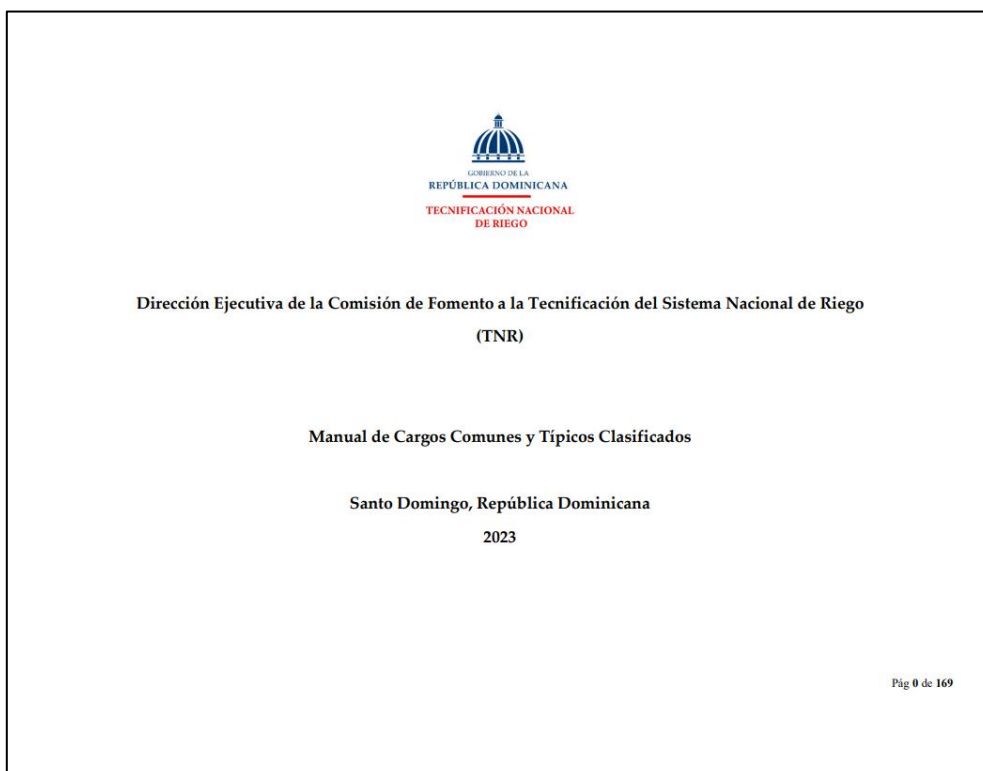 GOBIERNO DE LA
REPÚBLICA DOMINICANA
TECNIFICACIÓN NACIONAL
DE RIEGO
Dirección Ejecutiva de la Comisión de Fomento a la Tecnificación del Sistema Nacional de Riego
(TNR)
Manual de Cargos Comunes y Típicos Clasificados
Santo Domingo, República Dominicana
2023
Pág 0 de 169